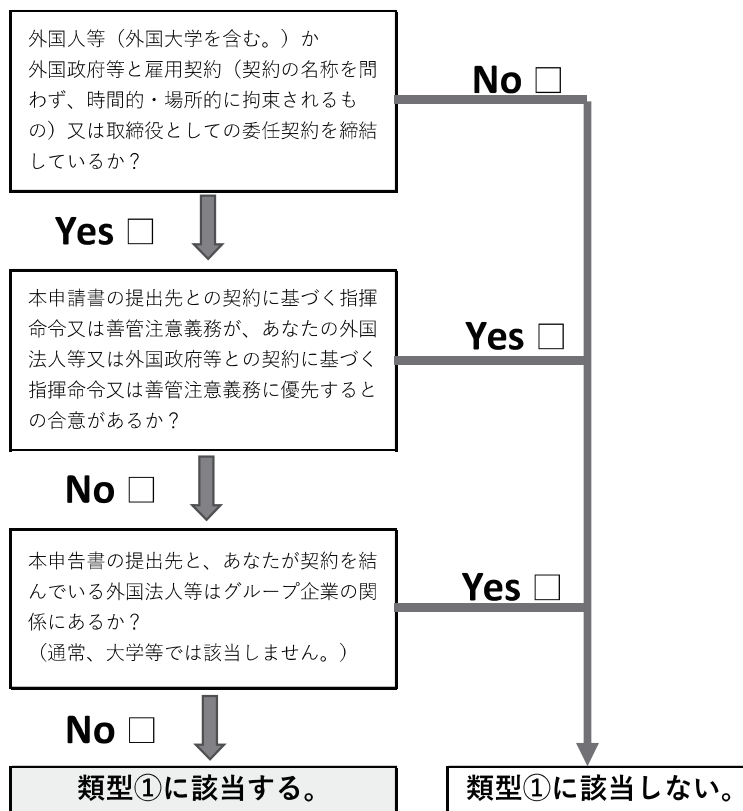 外国人等（外国大学を含む。）か
外国政府等と雇用契約（契約の名称を問
わず、時間的・場所的に拘束されるも
の）又は取締役としての委任契約を締結
しているか？
No □
Yes □
本申請書の提出先との契約に基づく指揮
命令又は善管注意義務が、あなたの外国
法人等又は外国政府等との契約に基づく
指揮命令又は善管注意義務に優先すると
の合意があるか？
Yes □
No □
本申告書の提出先と、あなたが契約を結
んでいる外国法人等はグループ企業の関
係にあるか？
（通常、大学等では該当しません。）
Yes □
No □
類型①に該当する。
類型①に該当しない。